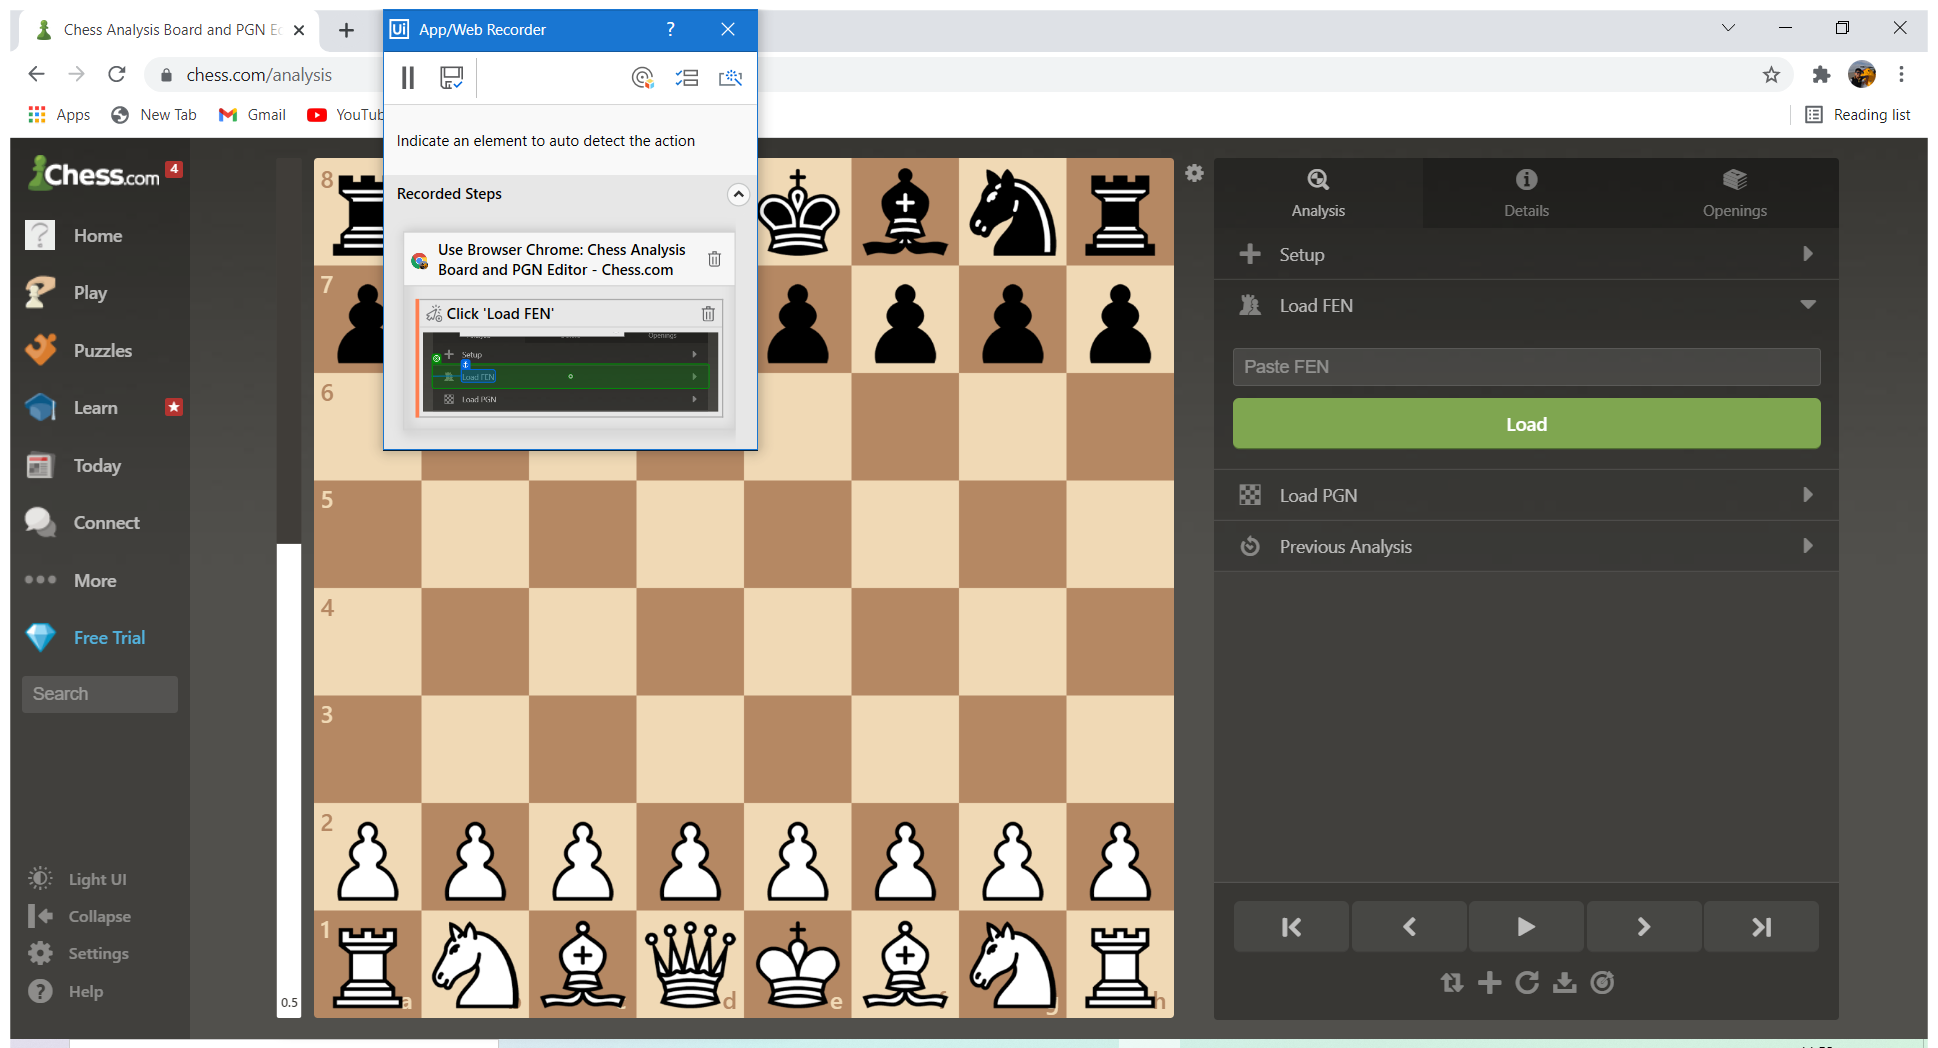 Chess Analysis Board and PGN E
App/Web Recorder
?
chess.com/analysis
Apps
New Tab
Gmail
YouTub
Reading list
Indicate an element to auto detect the action
Recorded Steps
Use Browser Chrome: Chess Analysis
Board and PGN Editor - Chess.com
Click 'Load FEN'
Setup
Load FEN
Load PGN
Openings
Chess.com
4
Home
Play
Puzzles
Learn
Today
Connect
More
Free Trial
Search
Light UI
Collapse
Settings
Help
0.5
8
7
6
5
4
3
2
1
a
d
e
g
h
Analysis
Details
Openings
Setup
Load FEN
Paste FEN
Load
Load PGN
Previous Analysis